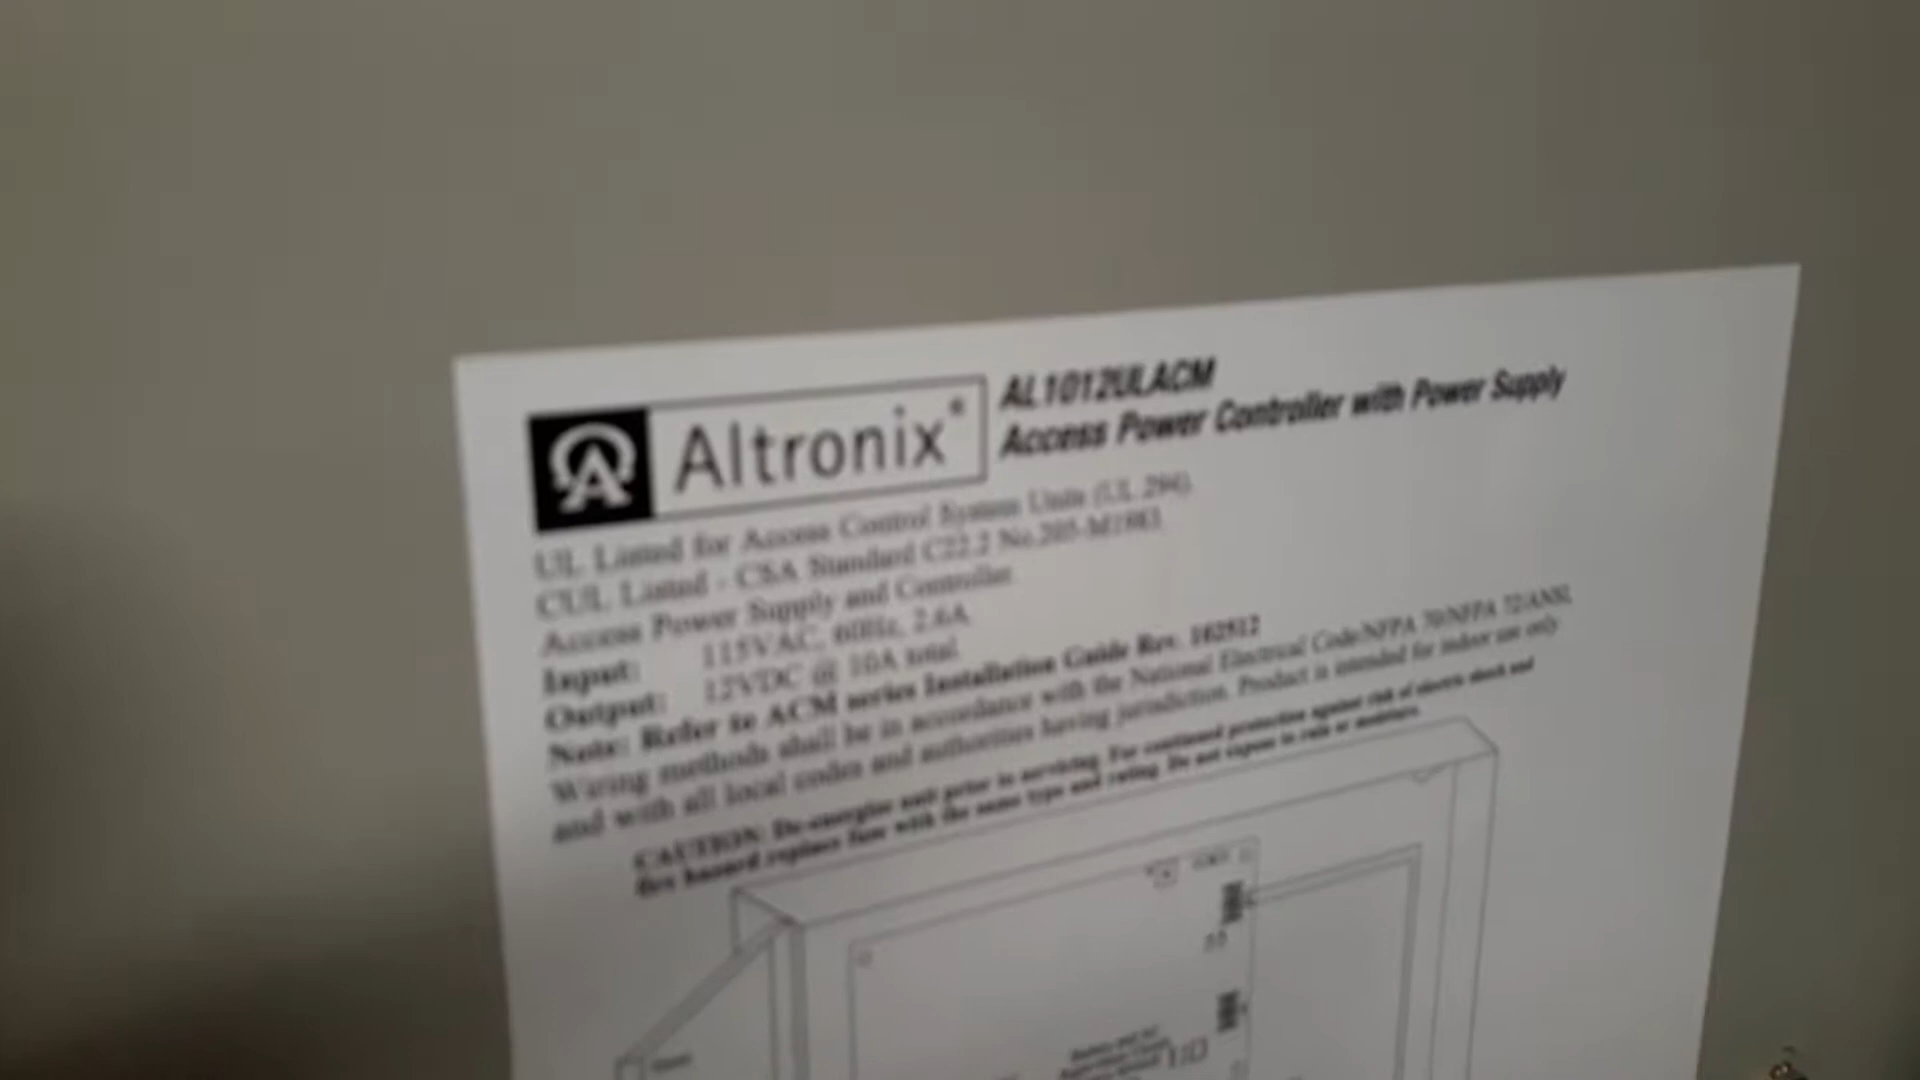 Altronix®
AL1012ULACM
Access Power Controller with Power Supply
UL Listed for Access Control System Units (UL 294).
CUL Listed - CSA Standard C22.2 No.205-M1983.
Access Power Supply and Controller
Input: 115VAC, 60Hz, 2.6A
Output: 12VDC @ 10A total
Note: Refer to ACM series Installation Guide Rev. 102512
Wiring methods shall be in accordance with the National Electrical Code/NFPA 70/NFPA 72/ANSI,
and with all local codes and authorities having jurisdiction. Product is intended for indoor use only
CAUTION: De-energize unit prior to servicing. For continued protection against risk of electric shock and
fire hazard replace fuse with the same type and rating. Do not expose to rain or moisture.